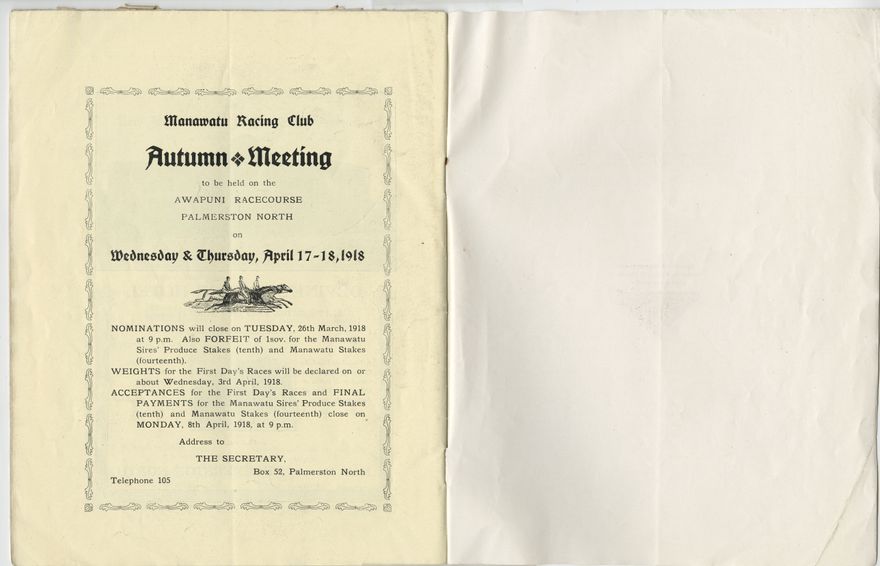 Manawatu Racing Club
Autumn Meeting
to be held on the
AWAPUNI RACECOURSE
PALMERSTON NORTH
on
Wednesday & Thursday, April 17-18, 1918
NOMINATIONS will close on TUESDAY, 26th March, 1918
at 9 p.m. Also FORFEIT of 1sov. for the Manawatu
Sires' Produce Stakes (tenth) and Manawatu Stakes
(fourteenth).
WEIGHTS for the First Day's Races will be declared on or
about Wednesday, 3rd April, 1918.
ACCEPTANCES for the First Day's Races and FINAL
PAYMENTS for the Manawatu Sires' Produce Stakes
(tenth) and Manawatu Stakes (fourteenth) close on
MONDAY, 8th April, 1918, at 9 p.m.
Address to
THE SECRETARY,
Box 52, Palmerston North
Telephone 105